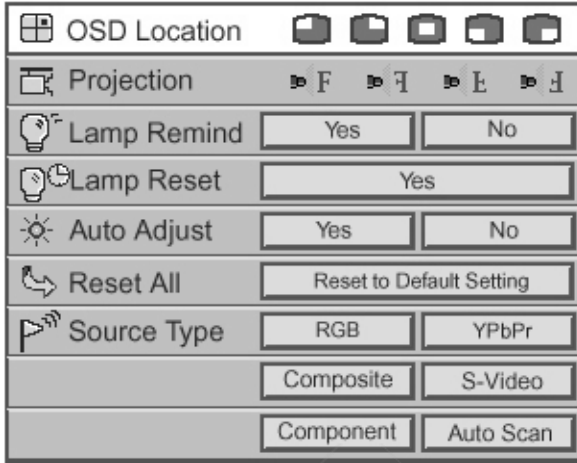 OSD Location
Projection F F F F
Lamp Remind Yes No
Lamp Reset Yes
Auto Adjust Yes No
Reset All Reset to Default Setting
Source Type RGB YPbPr
Composite S-Video
Component Auto Scan